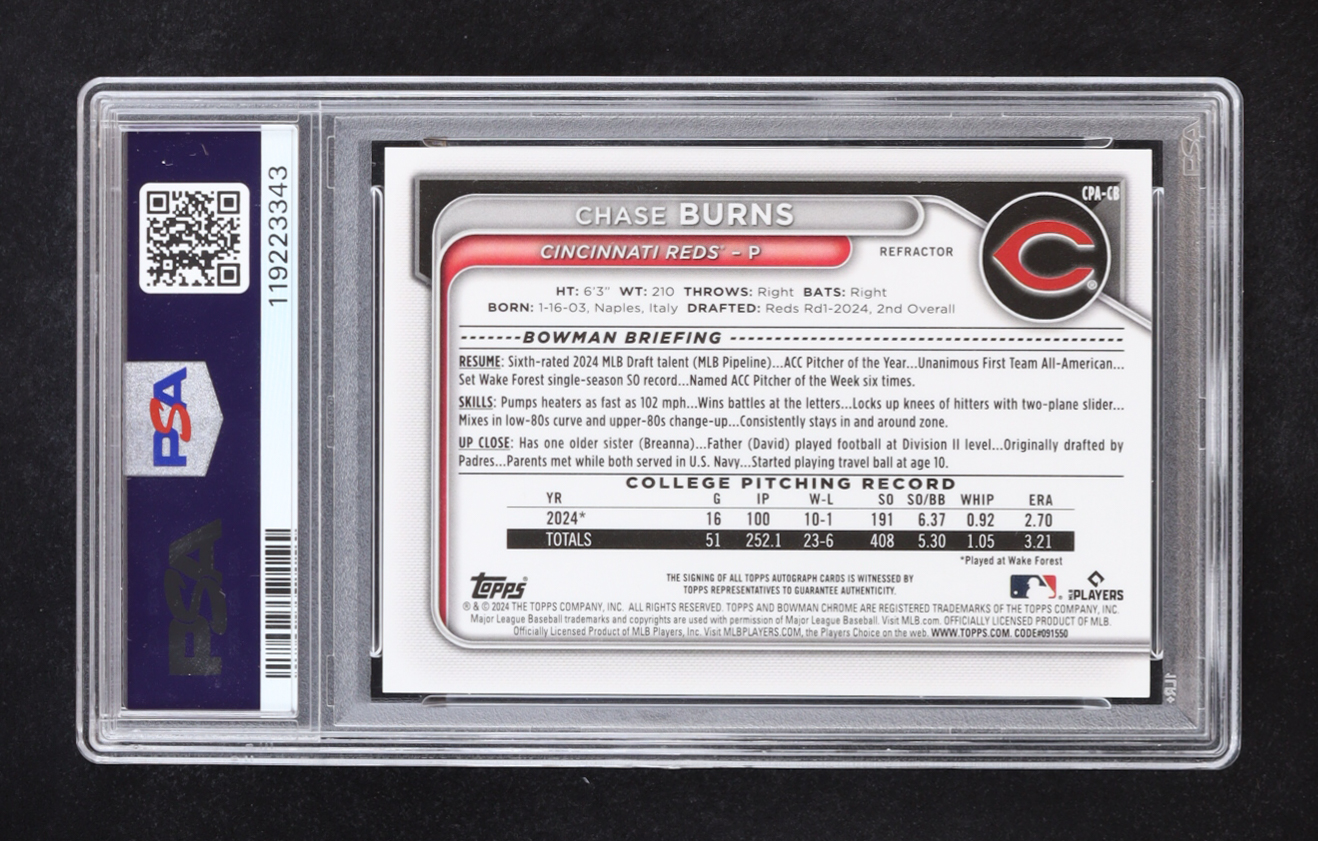 119223343
PSA
PSA
PSA
CPA-CB
CHASE BURNS
CINCINNATI REDS® – P
REFRACTOR
C
®
HT: 6'3" WT: 210 THROWS: Right BATS: Right
BORN: 1-16-03, Naples, Italy DRAFTED: Reds Rd1-2024, 2nd Overall
BOWMAN BRIEFING
RESUME: Sixth-rated 2024 MLB Draft talent (MLB Pipeline)...ACC Pitcher of the Year...Unanimous First Team All-American...
Set Wake Forest single-season SO record...Named ACC Pitcher of the Week six times.
SKILLS: Pumps heaters as fast as 102 mph...Wins battles at the letters...Locks up knees of hitters with two-plane slider...
Mixes in low-80s curve and upper-80s change-up...Consistently stays in and around zone.
UP CLOSE: Has one older sister (Breanna)...Father (David) played football at Division II level...Originally drafted by
Padres...Parents met while both served in U.S. Navy...Started playing travel ball at age 10.
COLLEGE PITCHING RECORD
YR G IP W-L SO SO/BB WHIP ERA
2024* 16 100 10-1 191 6.37 0.92 2.70
TOTALS 51 252.1 23-6 408 5.30 1.05 3.21
*Played at Wake Forest
Topps®
THE SIGNING OF ALL TOPPS AUTOGRAPH CARDS IS WITNESSED BY
TOPPS REPRESENTATIVES TO GUARANTEE AUTHENTICITY.
MLB PLAYERS
® & © 2024 THE TOPPS COMPANY, INC. ALL RIGHTS RESERVED. TOPPS AND BOWMAN CHROME ARE REGISTERED TRADEMARKS OF THE TOPPS COMPANY, INC.
Major League Baseball trademarks and copyrights are used with permission of Major League Baseball. Visit MLB.com. OFFICIALLY LICENSED PRODUCT OF MLB.
Officially Licensed Product of MLB Players, Inc. Visit MLBPLAYERS.COM, the Players Choice on the web. WWW.TOPPS.COM. CODE#091550